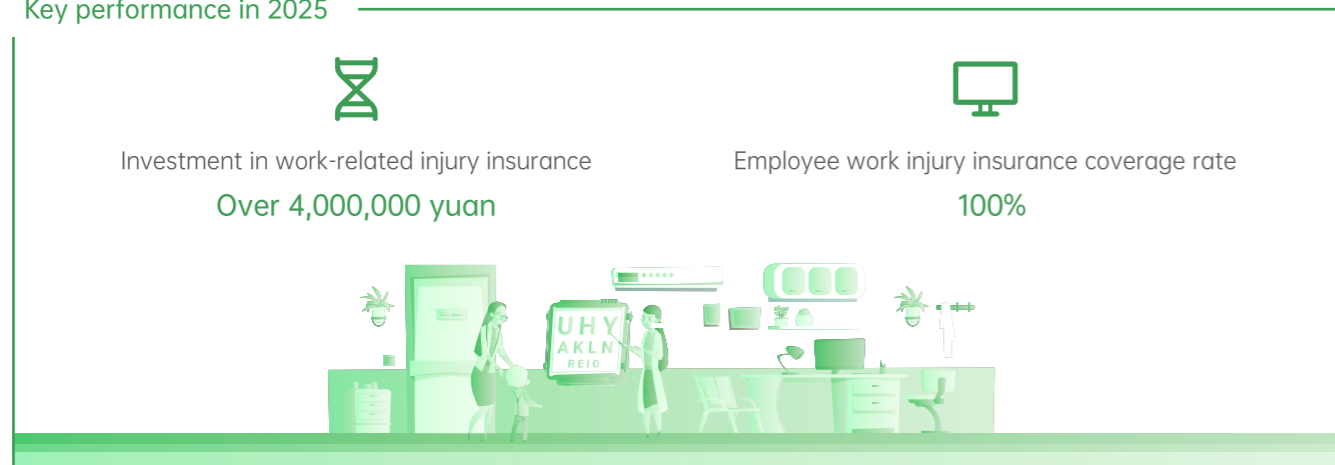 Key performance in 2025
Investment in work-related injury insurance
Employee work injury insurance coverage rate
Over 4,000,000 yuan
100%
UHY
AKLN
REIO